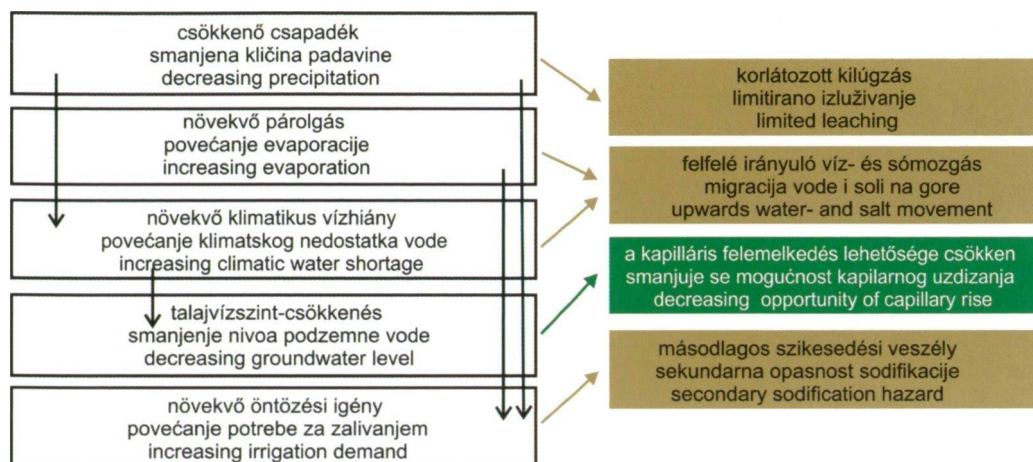 csökkenő csapadék
smanjena kličina padavine
decreasing precipitation
növekvő párolgás
povećanje evaporacije
increasing evaporation
növekvő klimatikus vízhiány
povećanje klimatskog nedostatka vode
increasing climatic water shortage
talajvízszint-csökkenés
smanjenje nivoa podzemne vode
decreasing groundwater level
növekvő öntözési igény
povećanje potrebe za zalivanjem
increasing irrigation demand
korlátozott kilúgzás
limitirano izluživanje
limited leaching
felfelé irányuló víz- és sómozgás
migracija vode i soli na gore
upwards water- and salt movement
a kapilláris felemelkedés lehetősége csökken
smanjuje se mogućnost kapilarnog uzdizanja
decreasing opportunity of capillary rise
másodlagos szikesedési veszély
sekundarna opasnost sodifikacije
secondary sodification hazard